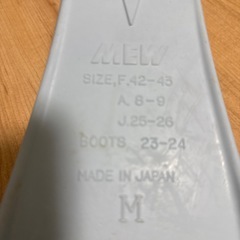 MEW
SIZE,F.42-43
A. 8-9
J.25-26
BOOTS 23-24
MADE IN JAPAN
M